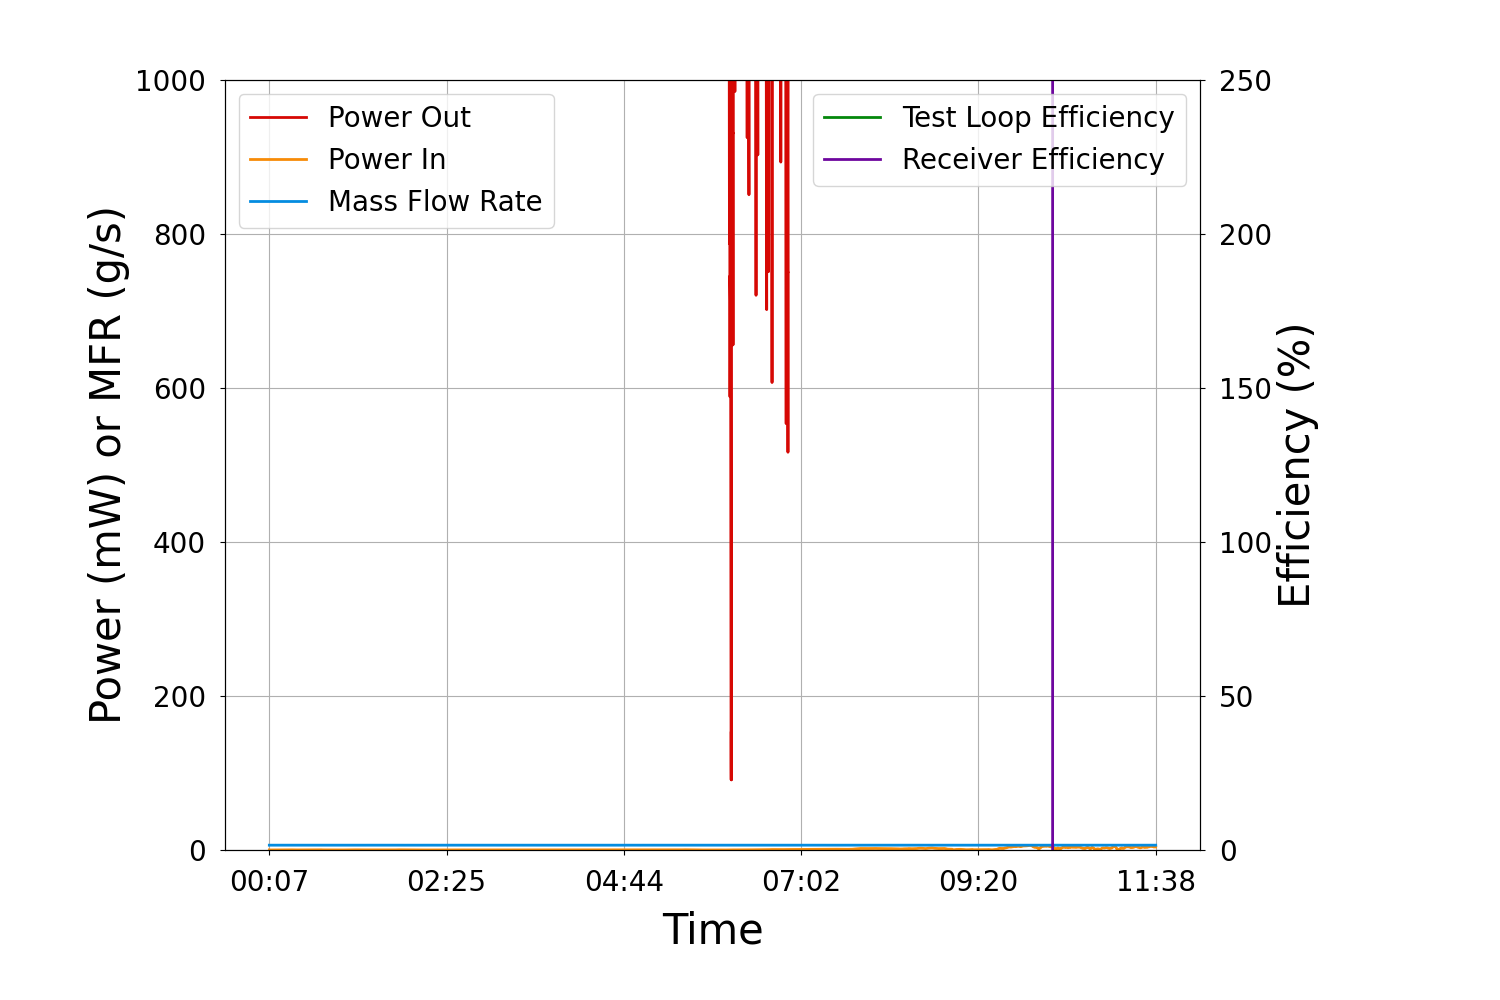 1000
800
600
400
200
0
Power (mW) or MFR (g/s)
Power Out
Power In
Mass Flow Rate
Test Loop Efficiency
Receiver Efficiency
250
200
150
100
50
0
Efficiency (%)
00:07 02:25 04:44 07:02 09:20 11:38
Time